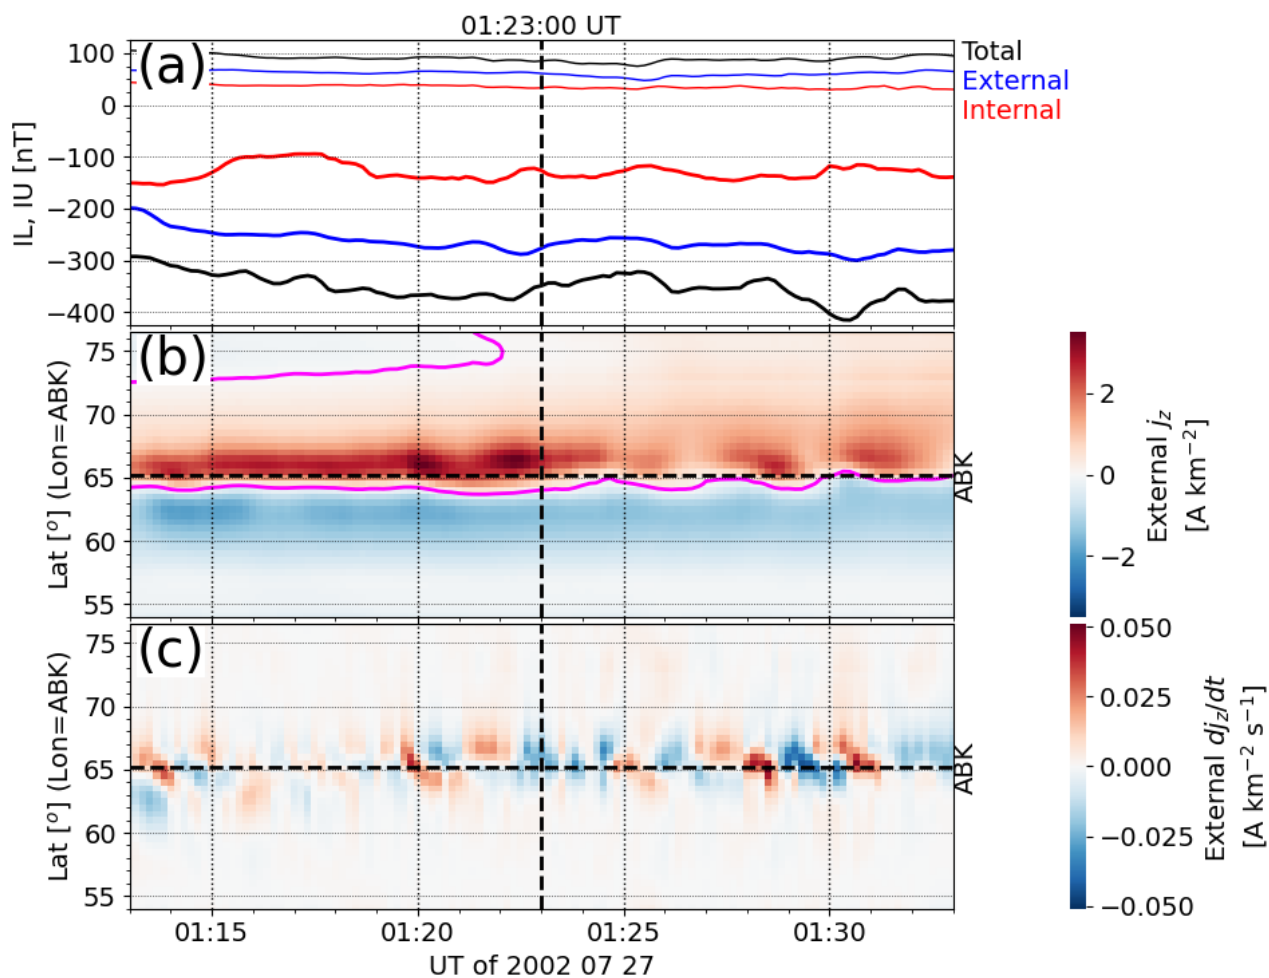 01:23:00 UT
(a)
100
0
−100
−200
−300
−400
IL, IU [nT]
Total
External
Internal
(b)
75
70
65
60
55
Lat [°] (Lon=ABK)
ABK
2
0
−2
External j_z
[A km⁻²]
(c)
75
70
65
60
55
Lat [°] (Lon=ABK)
ABK
0.050
0.025
0.000
−0.025
−0.050
External dj_z/dt
[A km⁻² s⁻¹]
01:15 01:20 01:25 01:30
UT of 2002 07 27